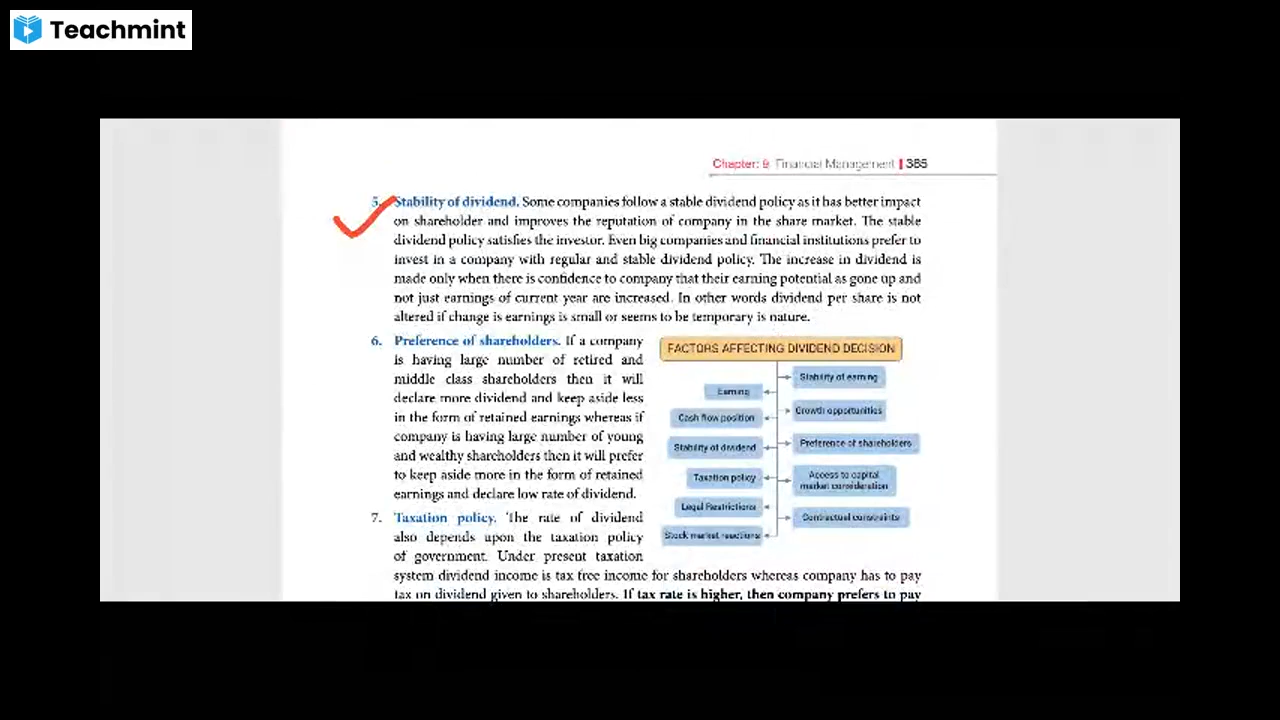 Teachmint
Chapter: 9 Financial Management 385
5. Stability of dividend. Some companies follow a stable dividend policy as it has better impact
on shareholder and improves the reputation of company in the share market. The stable
dividend policy satisfies the investor. Even big companies and financial institutions prefer to
invest in a company with regular and stable dividend policy. The increase in dividend is
made only when there is confidence to company that their earning potential as gone up and
not just earnings of current year are increased. In other words dividend per share is not
altered if change is earnings is small or seems to be temporary is nature.
6. Preference of shareholders. If a company
is having large number of retired and
middle class shareholders then it will
declare more dividend and keep aside less
in the form of retained earnings whereas if
company is having large number of young
and wealthy shareholders then it will prefer
to keep aside more in the form of retained
earnings and declare low rate of dividend.
7. Taxation policy. The rate of dividend
also depends upon the taxation policy
of government. Under present taxation
system dividend income is tax free income for shareholders whereas company has to pay
tax on dividend given to shareholders. If tax rate is higher, then company prefers to pay
FACTORS AFFECTING DIVIDEND DECISION
Stability of earning
Earning
Growth opportunities
Cash flow position
Preference of shareholders
Stability of dividend
Access to capital
market consideration
Taxation policy
Legal Restrictions
Contractual constraints
Stock market reactions